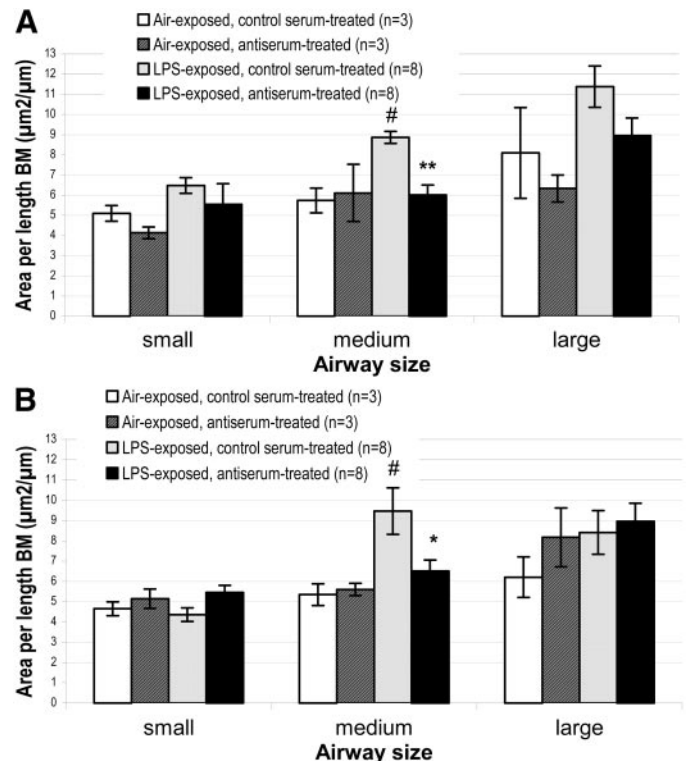 A
Air-exposed, control serum-treated (n=3)
Air-exposed, antiserum-treated (n=3)
LPS-exposed, control serum-treated (n=8)
LPS-exposed, antiserum-treated (n=8)
Area per length BM (µm2/µm)
13
12
11
10
9
8
7
6
5
4
3
2
1
0
#
**
small medium large
Airway size
B
Air-exposed, control serum-treated (n=3)
Air-exposed, antiserum-treated (n=3)
LPS-exposed, control serum-treated (n=8)
LPS-exposed, antiserum-treated (n=8)
Area per length BM (µm2/µm)
13
12
11
10
9
8
7
6
5
4
3
2
1
0
#
*
small medium large
Airway size